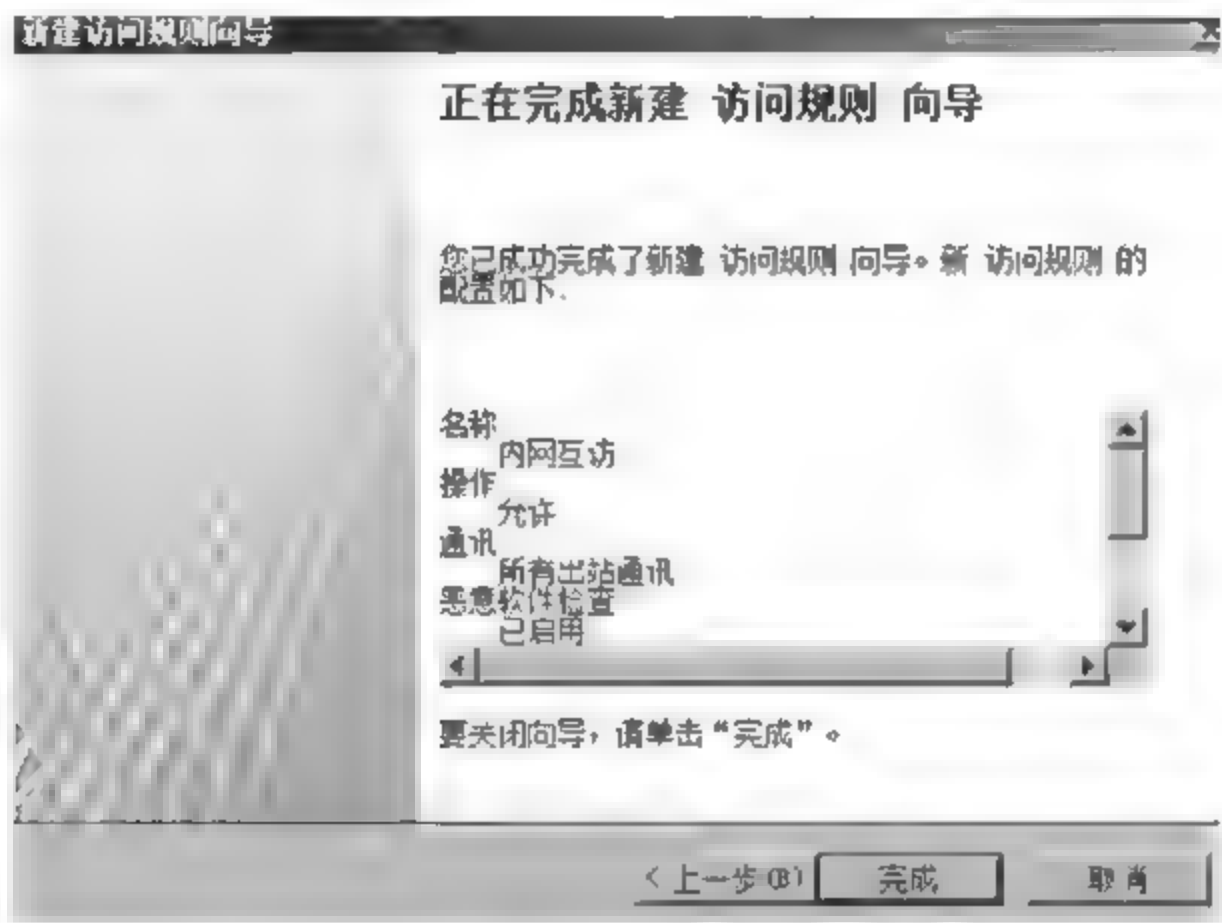 新建访问规则向导
正在完成新建 访问规则 向导
您已成功完成了新建 访问规则 向导。新 访问规则 的
配置如下:
名称
内网互访
操作
允许
通讯
所有出站通讯
恶意软件检查
已启用
要关闭向导，请单击“完成”。
< 上一步(B)
完成
取消